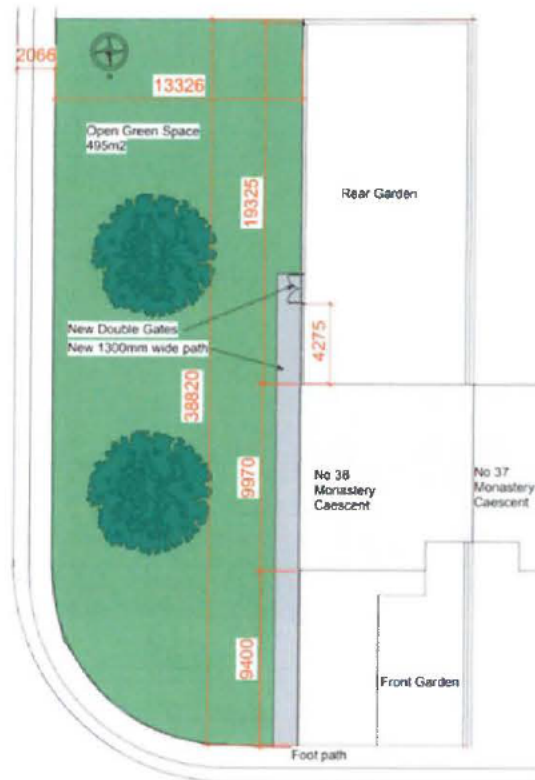 2066
13326
Open Green Space
495m2
19325
Rear Garden
New Double Gates
New 1300mm wide path
4275
38820
9970
No 36
Monastery
Caescent
No 37
Monastery
Caescent
9400
Front Garden
Foot path